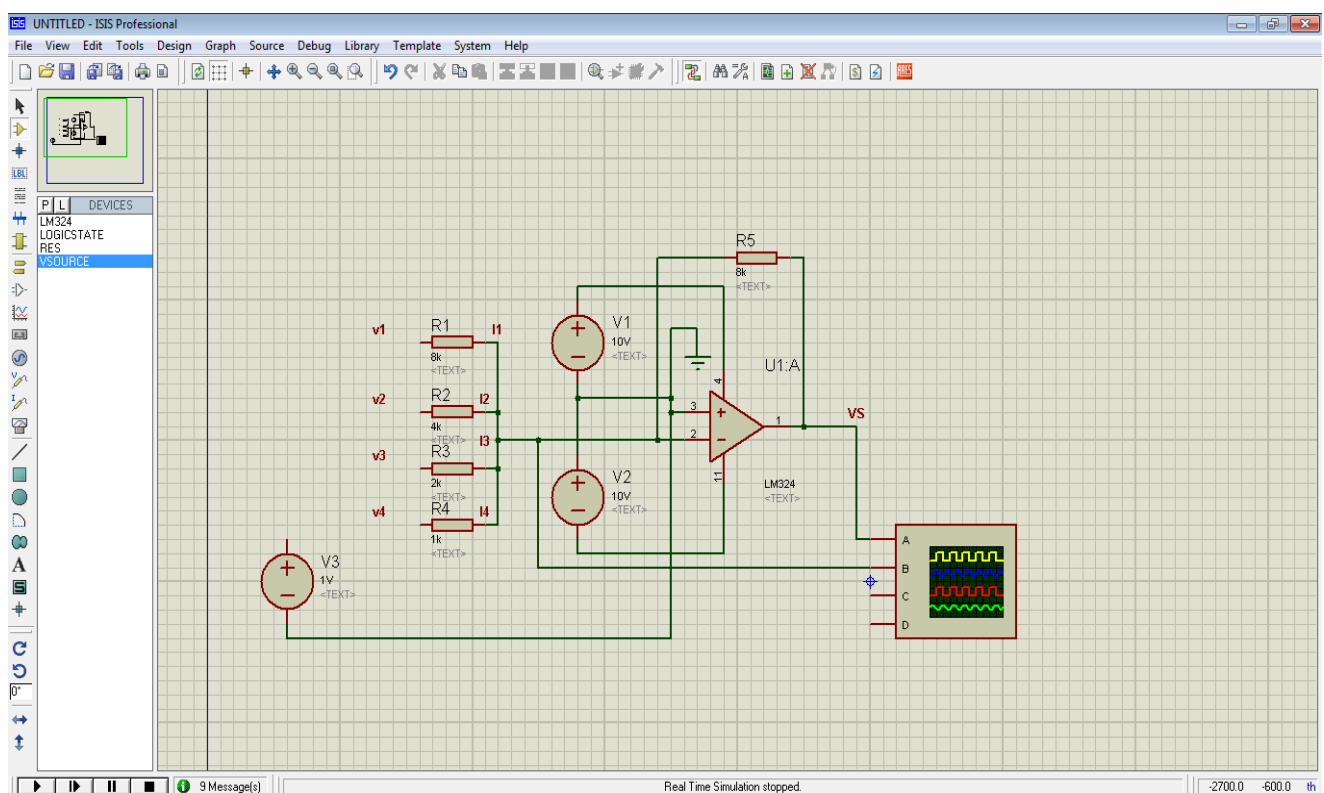 ISIS UNTITLED - ISIS Professional
File View Edit Tools Design Graph Source Debug Library Template System Help
ARES
LBL
P L DEVICES
LM324
LOGICSTATE
RES
VSOURCE
A
S
0°
R5
8k
<TEXT>
v1 R1 I1
8k
<TEXT>
V1
10V
<TEXT>
U1:A
v2 R2 I2
4k
<TEXT>
I3
v3 R3
2k
<TEXT>
v4 R4 I4
1k
<TEXT>
4
3
2
1
11
VS
LM324
<TEXT>
V2
10V
<TEXT>
V3
1V
<TEXT>
A
B
C
D
9 Message(s) Real Time Simulation stopped. -2700.0 -600.0 th